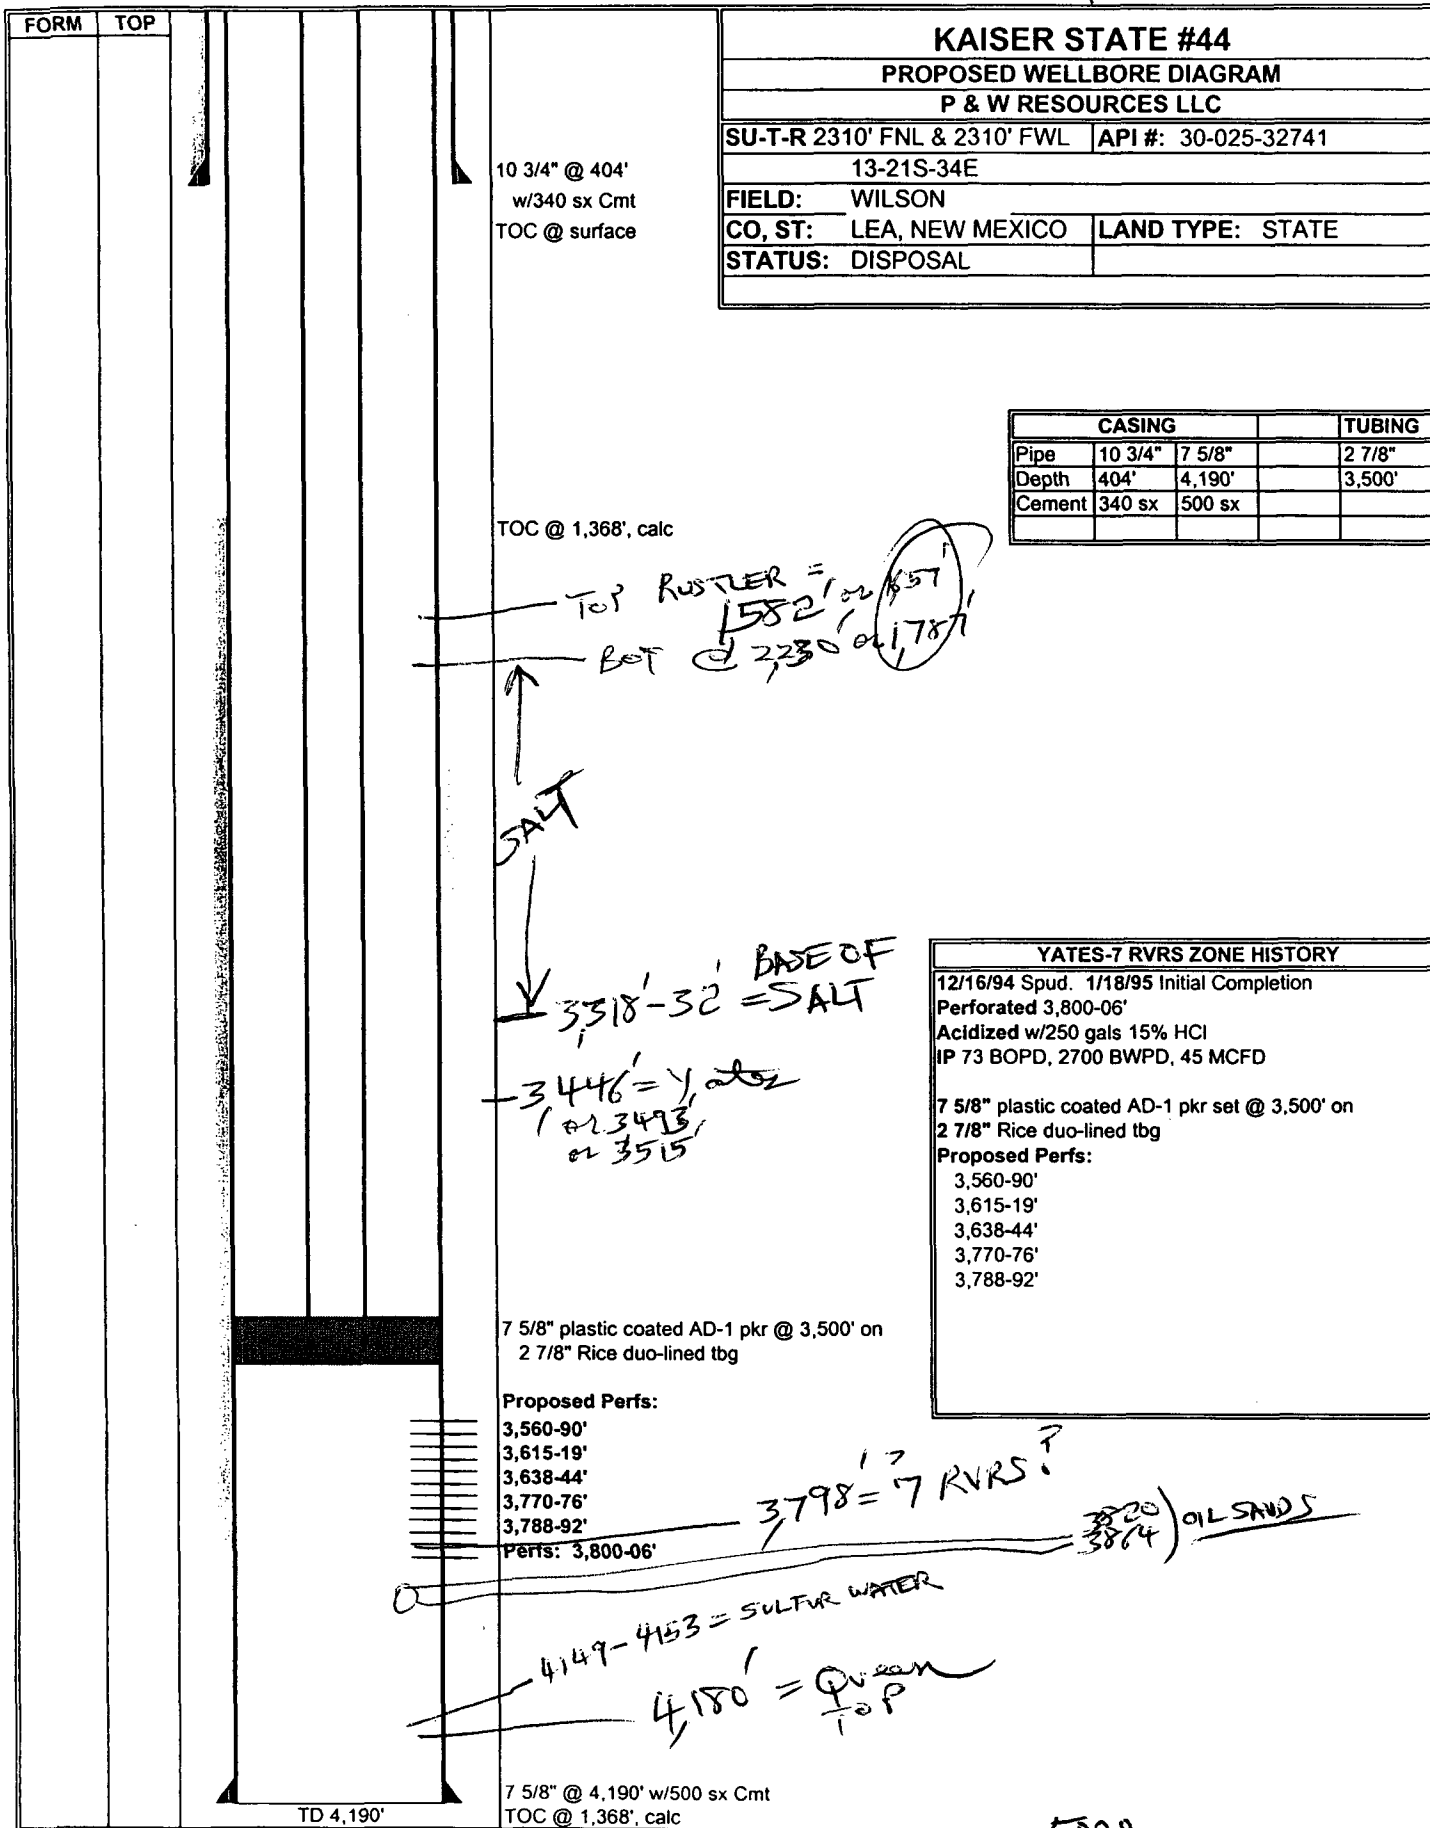 FORM TOP
KAISER STATE #44
PROPOSED WELLBORE DIAGRAM
P & W RESOURCES LLC
SU-T-R 2310' FNL & 2310' FWL API #: 30-025-32741
13-21S-34E
FIELD: WILSON
CO, ST: LEA, NEW MEXICO LAND TYPE: STATE
STATUS: DISPOSAL
10 3/4" @ 404'
w/340 sx Cmt
TOC @ surface
CASING TUBING
Pipe 10 3/4" 7 5/8" 2 7/8"
Depth 404' 4,190' 3,500'
Cement 340 sx 500 sx
TOC @ 1,368', calc
TOP RUSTLER =
1582' or 1657'
BOT @ 2,230' or 1,787'
SALT
3,318'-32' = BASE OF
SALT
3,446' = Yates
or 3493'
or 3515'
YATES-7 RVRS ZONE HISTORY
12/16/94 Spud. 1/18/95 Initial Completion
Perforated 3,800-06'
Acidized w/250 gals 15% HCl
IP 73 BOPD, 2700 BWPD, 45 MCFD
7 5/8" plastic coated AD-1 pkr set @ 3,500' on
2 7/8" Rice duo-lined tbg
Proposed Perfs:
3,560-90'
3,615-19'
3,638-44'
3,770-76'
3,788-92'
7 5/8" plastic coated AD-1 pkr @ 3,500' on
2 7/8" Rice duo-lined tbg
Proposed Perfs:
3,560-90'
3,615-19'
3,638-44'
3,770-76'
3,788-92'
Perfs: 3,800-06'
3,798' = 7 RVRS?
3820
3864) OIL SANDS
4149-4153 = SULFUR WATER
4,180' = Queen
TOP
7 5/8" @ 4,190' w/500 sx Cmt
TD 4,190'
TOC @ 1,368', calc